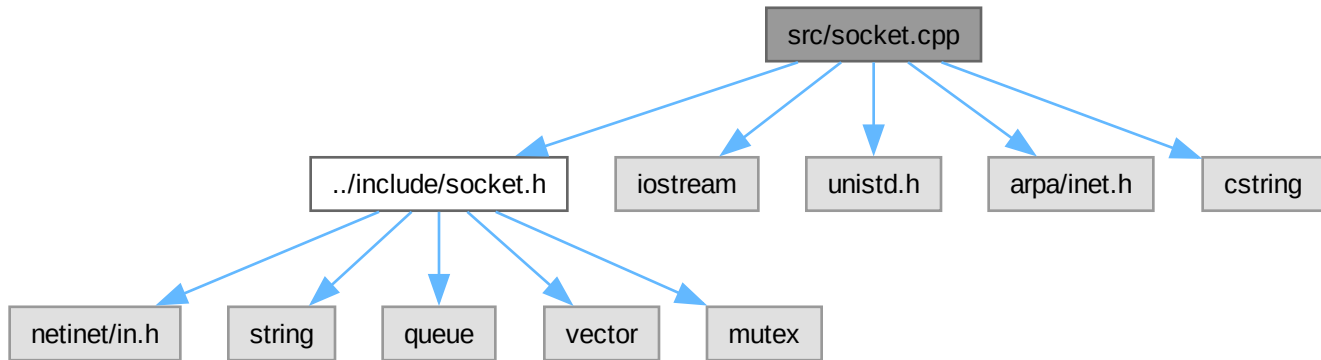 src/socket.cpp
../include/socket.h
iostream
unistd.h
arpa/inet.h
cstring
netinet/in.h
string
queue
vector
mutex